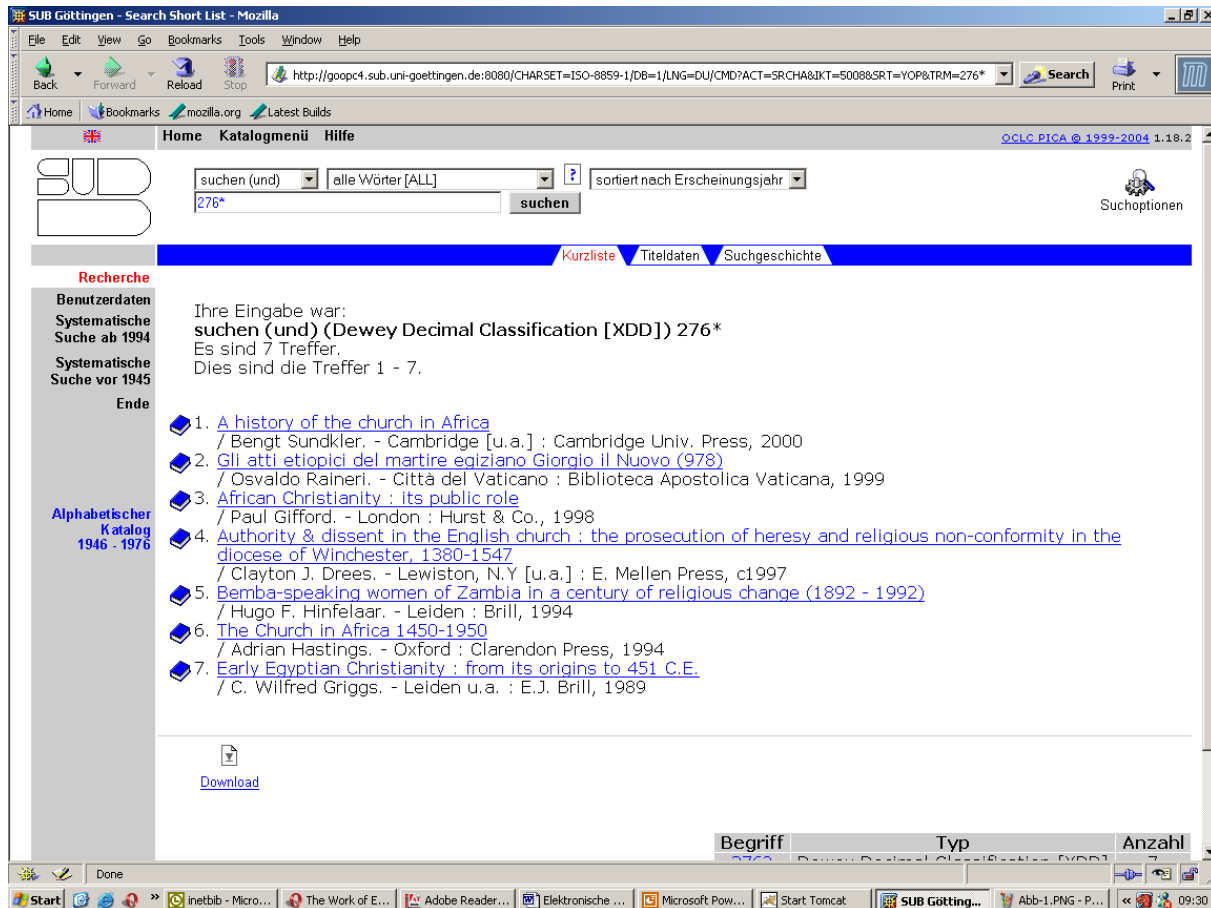 SUB Göttingen - Search Short List - Mozilla
File Edit View Go Bookmarks Tools Window Help
Back Forward Reload Stop http://goopc4.sub.uni-goettingen.de:8080/CHARSET=ISO-8859-1/DB=1/LNG=DU/CMD?ACT=SRCHA&IKT=5008&SRT=YOP&TRM=276* Search Print
Home Bookmarks mozilla.org Latest Builds
Home Katalogmenü Hilfe OCLC PICA © 1999-2004 1.18.2
SUB
suchen (und) alle Wörter [ALL] ? sortiert nach Erscheinungsjahr
276* suchen
Suchoptionen
Kurzliste Titeldaten Suchgeschichte
Recherche
Benutzerdaten
Systematische
Suche ab 1994
Systematische
Suche vor 1945
Ende
Alphabetischer
Katalog
1946 - 1976
Ihre Eingabe war:
suchen (und) (Dewey Decimal Classification [XDD]) 276*
Es sind 7 Treffer.
Dies sind die Treffer 1 - 7.
1. A history of the church in Africa
/ Bengt Sundkler. - Cambridge [u.a.] : Cambridge Univ. Press, 2000
2. Gli atti etiopici del martire egiziano Giorgio il Nuovo (978)
/ Osvaldo Raineri. - Città del Vaticano : Biblioteca Apostolica Vaticana, 1999
3. African Christianity : its public role
/ Paul Gifford. - London : Hurst & Co., 1998
4. Authority & dissent in the English church : the prosecution of heresy and religious non-conformity in the
diocese of Winchester, 1380-1547
/ Clayton J. Drees. - Lewiston, N.Y [u.a.] : E. Mellen Press, c1997
5. Bemba-speaking women of Zambia in a century of religious change (1892 - 1992)
/ Hugo F. Hinfelaar. - Leiden : Brill, 1994
6. The Church in Africa 1450-1950
/ Adrian Hastings. - Oxford : Clarendon Press, 1994
7. Early Egyptian Christianity : from its origins to 451 C.E.
/ C. Wilfred Griggs. - Leiden u.a. : E.J. Brill, 1989
Download
Begriff Typ Anzahl
Dewey Decimal Classification [XDD] 7
Done
Start » inetbib - Micro... The Work of E... Adobe Reader... Elektronische ... Microsoft Pow... Start Tomcat SUB Götting... Abb-1.PNG - P... « 09:30